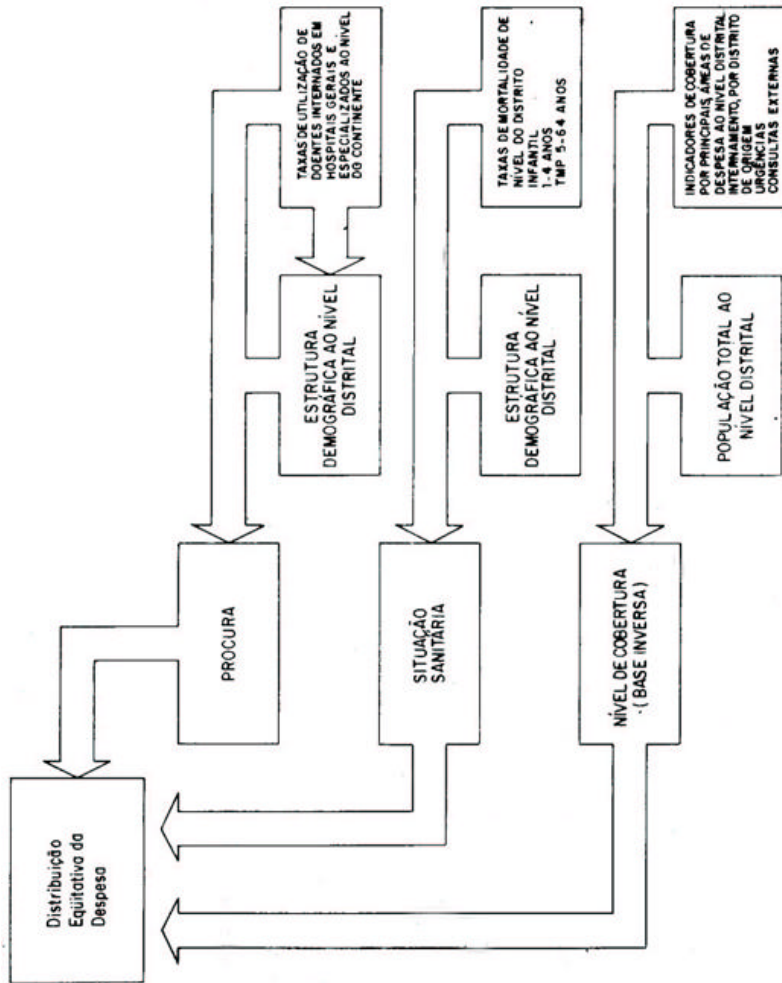 Distribuição
Eqüitativa da
Despesa
PROCURA
ESTRUTURA
DEMOGRÁFICA AO NÍVEL
DISTRITAL
TAXAS DE UTILIZAÇÃO DE
DOENTES INTERNADOS EM
HOSPITAIS GERAIS E
ESPECIALIZADOS AO NÍVEL
DO CONTINENTE
SITUAÇÃO
SANITÁRIA
ESTRUTURA
DEMOGRÁFICA AO NÍVEL
DISTRITAL
TAXAS DE MORTALIDADE DE
NÍVEL DO DISTRITO
INFANTIL
1-4 ANOS
TMP 5-64 ANOS
NÍVEL DE COBERTURA
(BASE INVERSA)
POPULAÇÃO TOTAL AO
NÍVEL DISTRITAL
INDICADORES DE COBERTURA
POR PRINCIPAIS ÁREAS DE
DESPESA AO NÍVEL DISTRITAL
INTERNAMENTO, POR DISTRITO
DE ORIGEM
URGÊNCIAS
CONSULTAS EXTERNAS